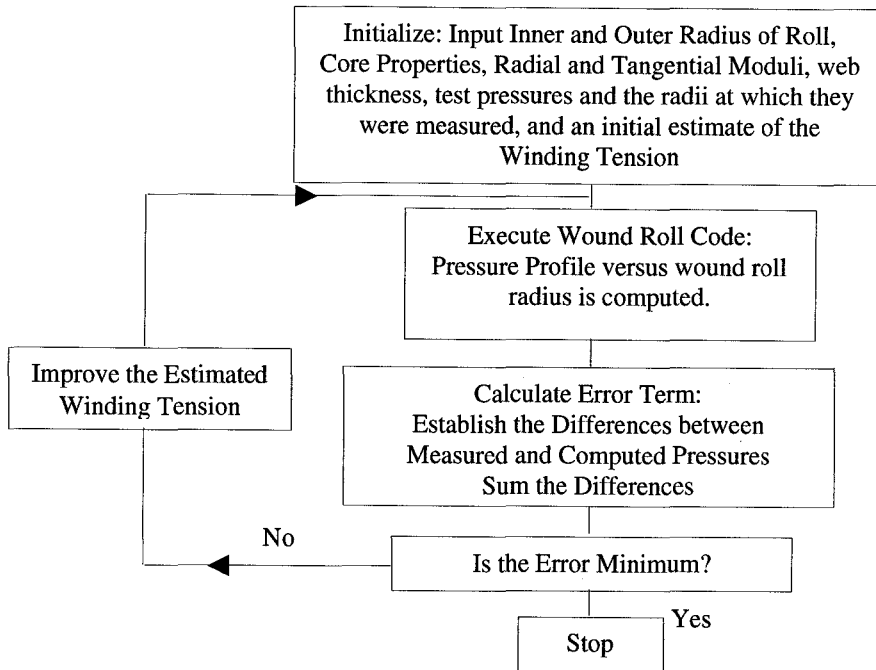 Initialize: Input Inner and Outer Radius of Roll,
Core Properties, Radial and Tangential Moduli, web
thickness, test pressures and the radii at which they
were measured, and an initial estimate of the
Winding Tension
Execute Wound Roll Code:
Pressure Profile versus wound roll
radius is computed.
Improve the Estimated
Winding Tension
Calculate Error Term:
Establish the Differences between
Measured and Computed Pressures
Sum the Differences
No
Is the Error Minimum?
Yes
Stop